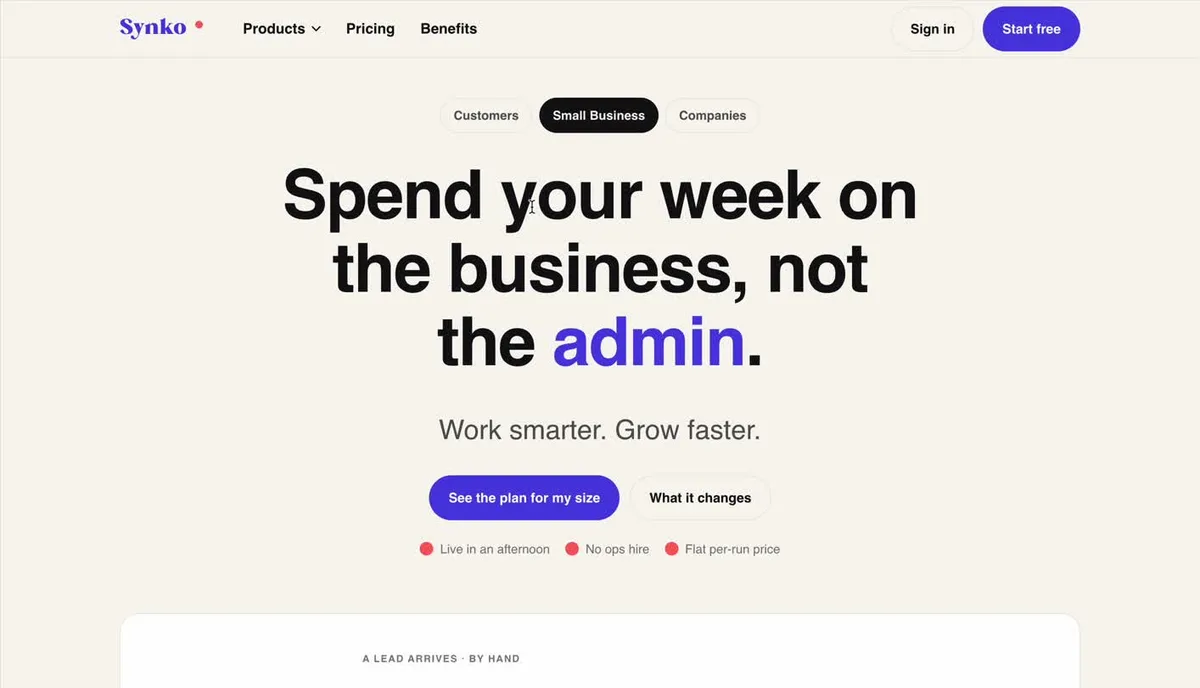 Synko
Products
Pricing
Benefits
Sign in
Start free
Customers
Small Business
Companies
Spend your week on
the business, not
the admin.
Work smarter. Grow faster.
See the plan for my size
What it changes
Live in an afternoon
No ops hire
Flat per-run price
A LEAD ARRIVES · BY HAND